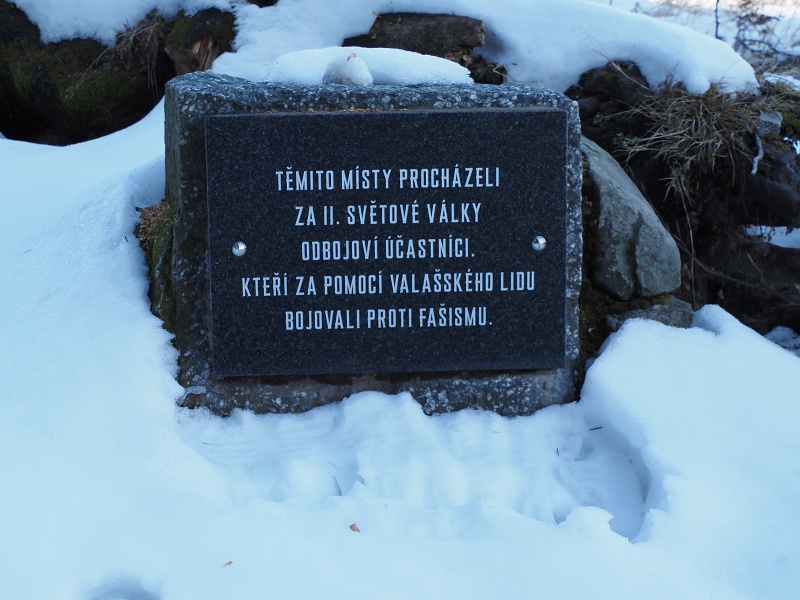 TĚMITO MÍSTY PROCHÁZELI
ZA II. SVĚTOVÉ VÁLKY
ODBOJOVÍ ÚČASTNÍCI.
KTEŘÍ ZA POMOCÍ VALAŠSKÉHO LIDU
BOJOVALI PROTI FAŠISMU.